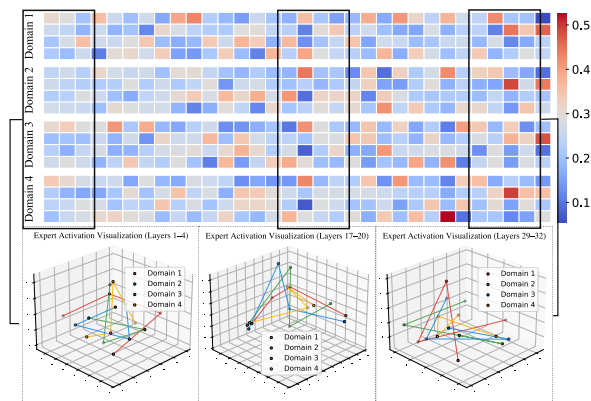 Domain 1
Domain 2
Domain 3
Domain 4
0.5
0.4
0.3
0.2
0.1
Expert Activation Visualization (Layers 1–4)
Expert Activation Visualization (Layers 17–20)
Expert Activation Visualization (Layers 29–32)
Domain 1
Domain 2
Domain 3
Domain 4
Domain 1
Domain 2
Domain 3
Domain 4
Domain 1
Domain 2
Domain 3
Domain 4